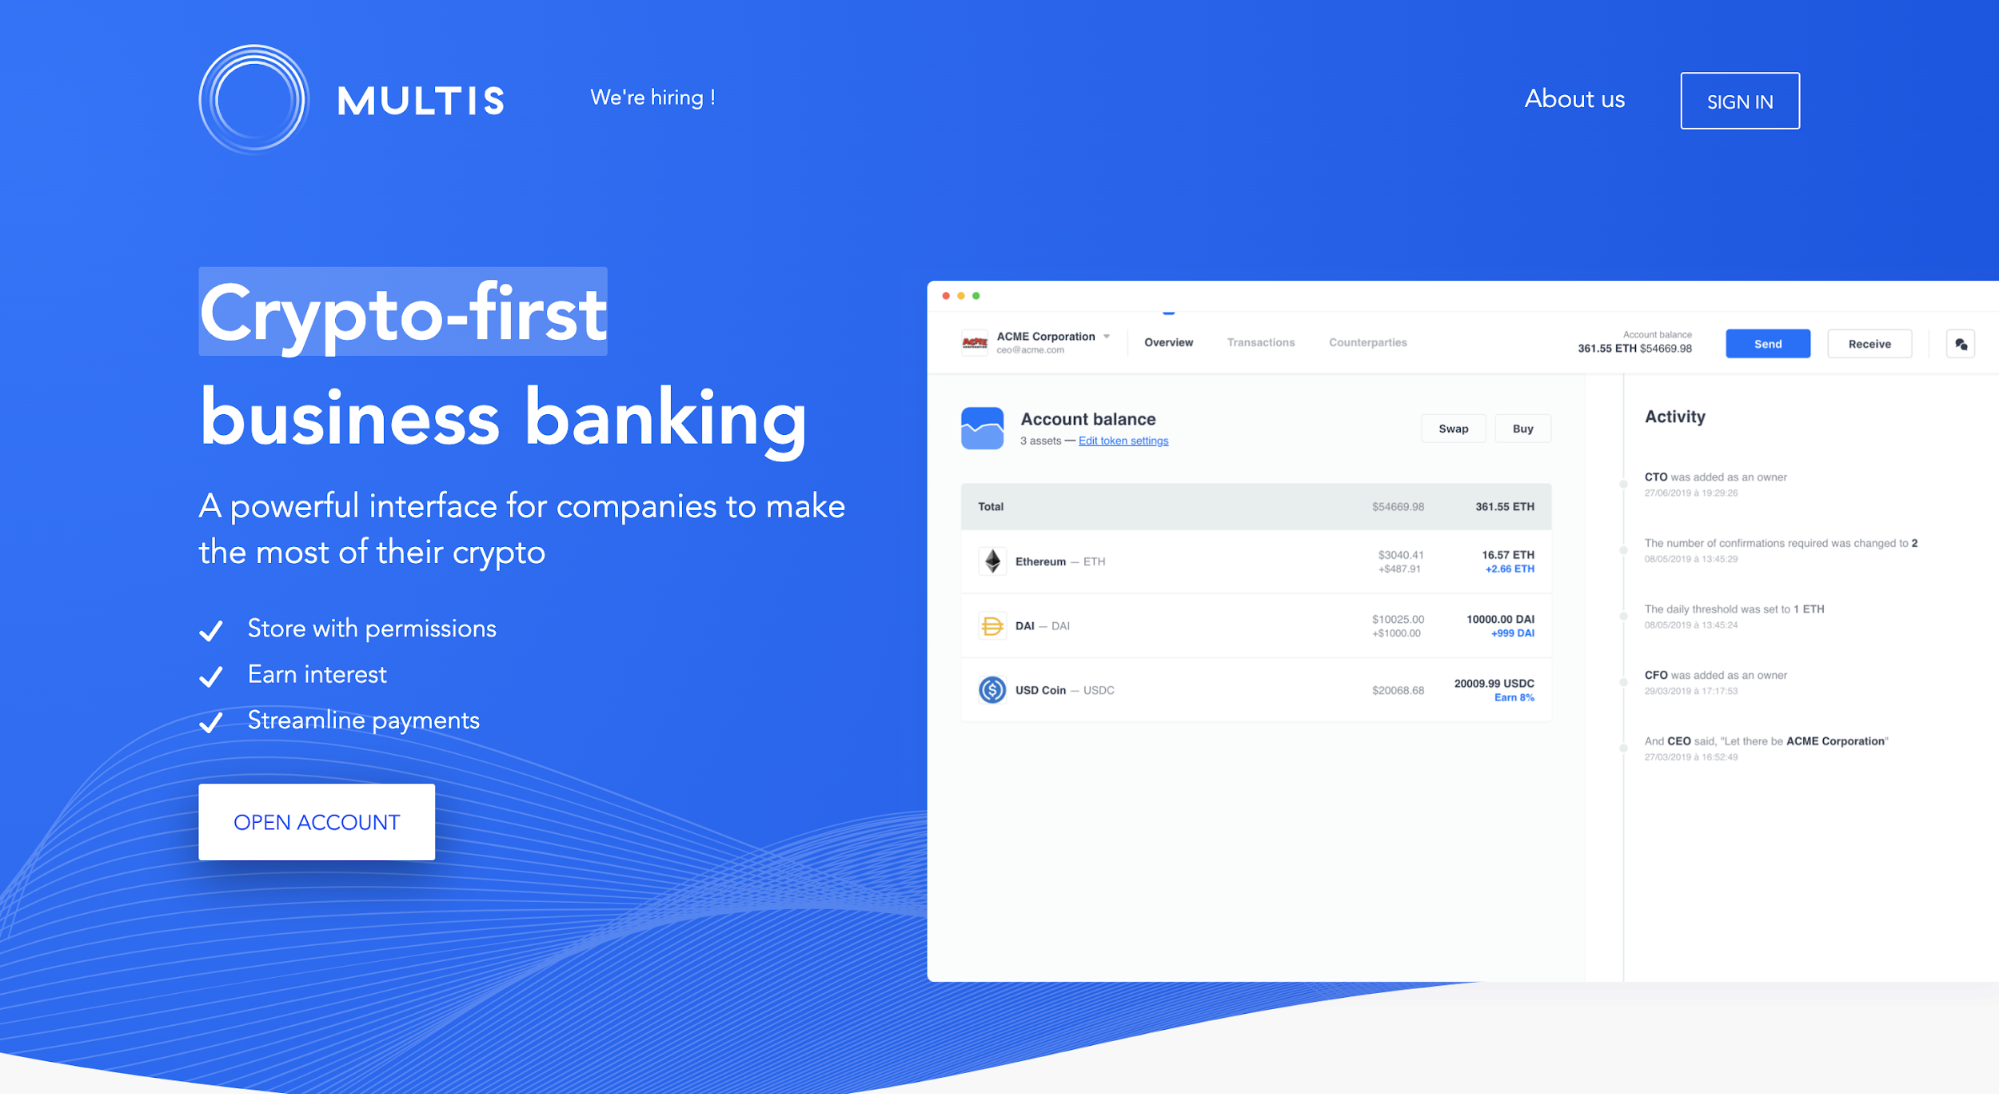 MULTIS
We're hiring !
About us
SIGN IN
Crypto-first
business banking
A powerful interface for companies to make
the most of their crypto
Store with permissions
Earn interest
Streamline payments
OPEN ACCOUNT
ACME
ACME Corporation
ceo@acme.com
Overview
Transactions
Counterparties
Account balance
361.55 ETH $54669.98
Send
Receive
Account balance
3 assets — Edit token settings
Swap
Buy
Total
$54669.98
361.55 ETH
Ethereum — ETH
$3040.41
+$487.91
16.57 ETH
+2.66 ETH
DAI — DAI
$10025.00
+$1000.00
10000.00 DAI
+999 DAI
USD Coin — USDC
$20068.68
20009.99 USDC
Earn 8%
Activity
CTO was added as an owner
27/06/2019 à 19:29:26
The number of confirmations required was changed to 2
08/05/2019 à 13:45:29
The daily threshold was set to 1 ETH
08/05/2019 à 13:45:24
CFO was added as an owner
29/03/2019 à 17:17:53
And CEO said, "Let there be ACME Corporation"
27/03/2019 à 16:52:49